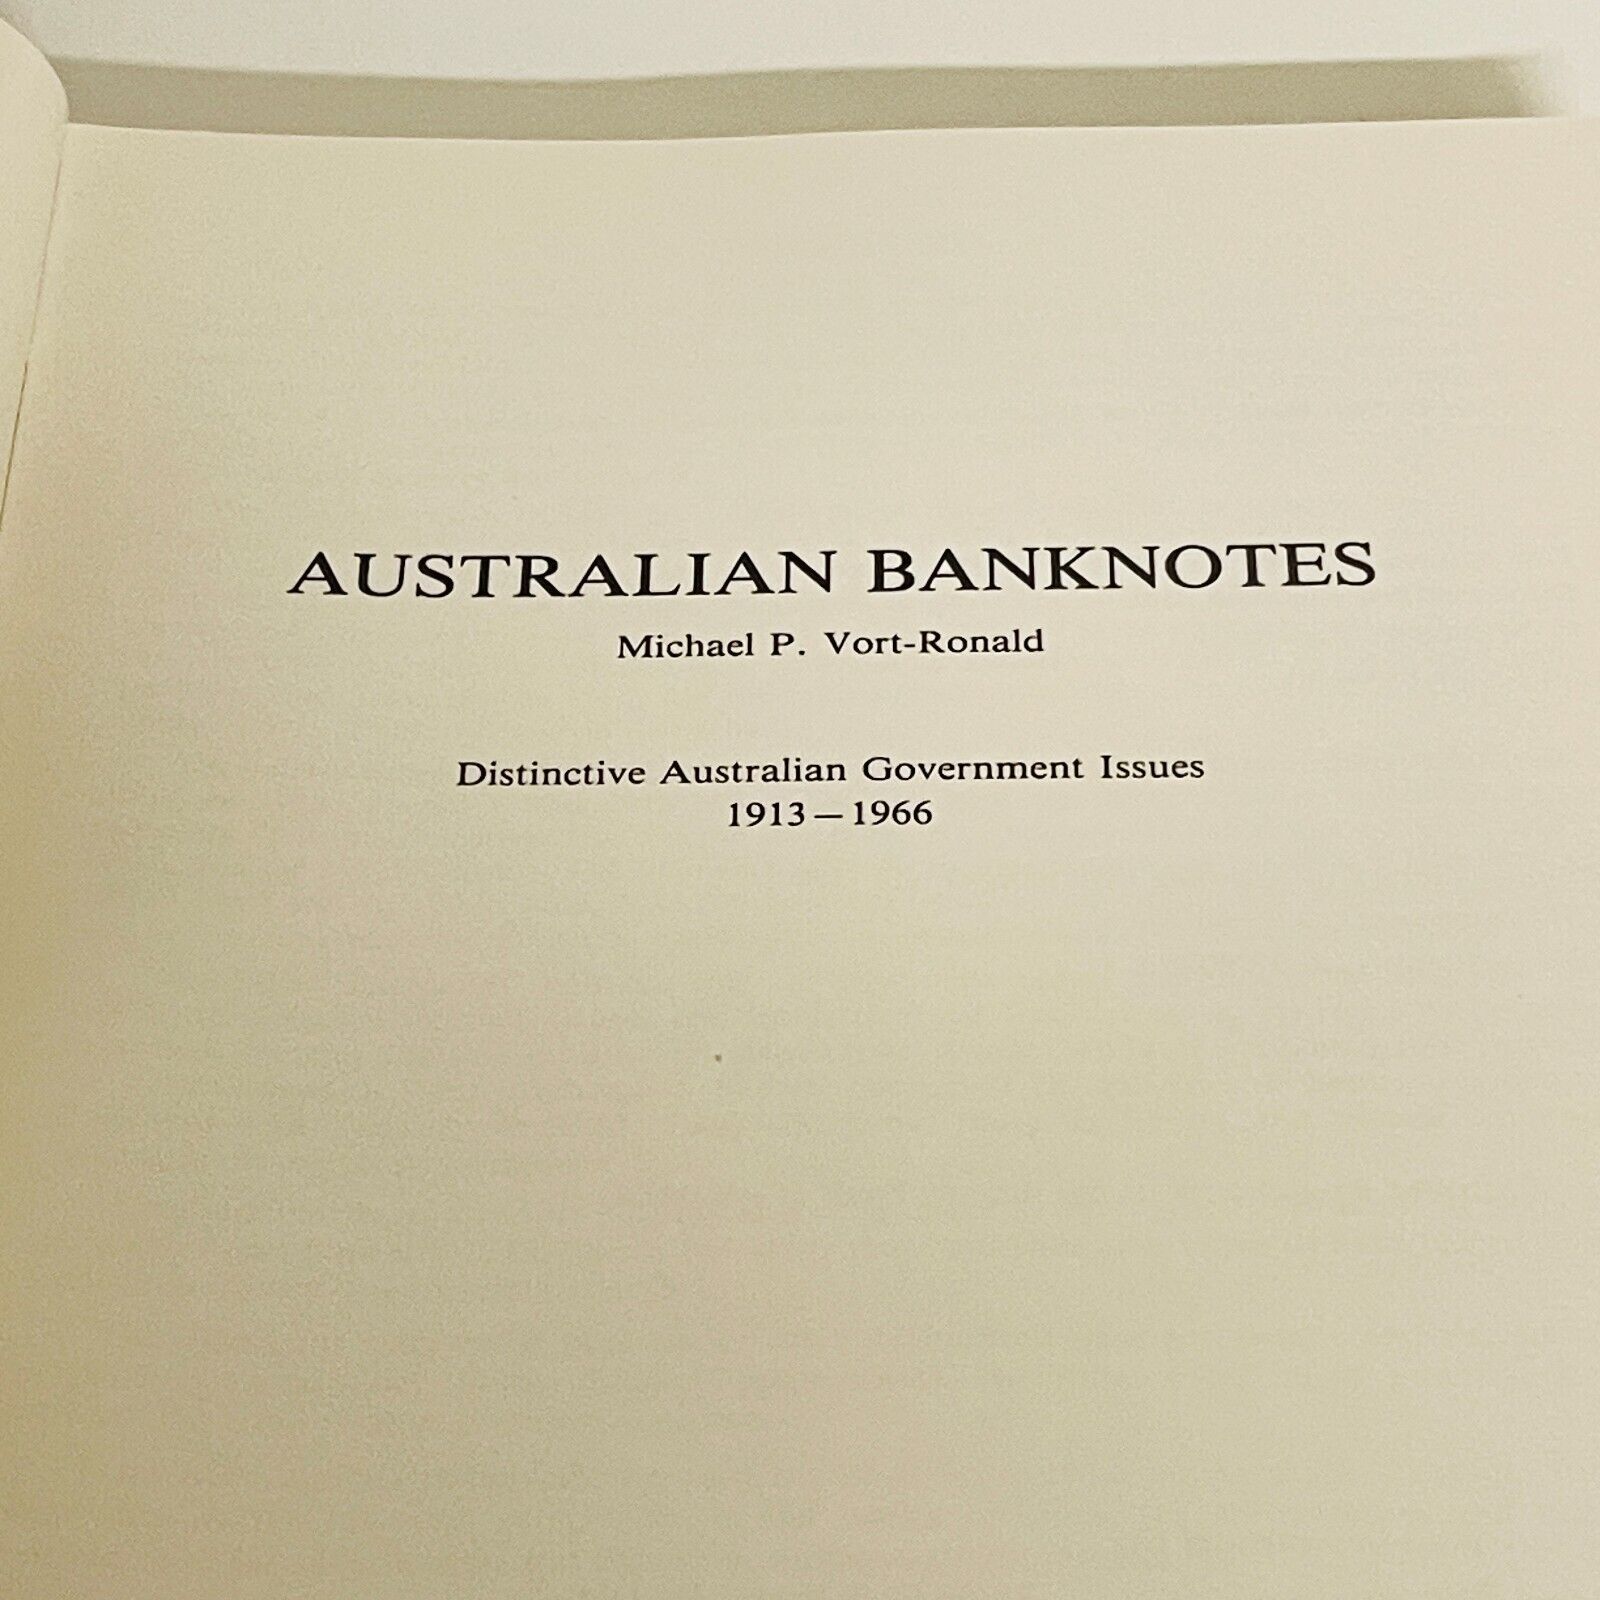 AUSTRALIAN BANKNOTES
Michael P. Vort-Ronald
Distinctive Australian Government Issues
1913 — 1966